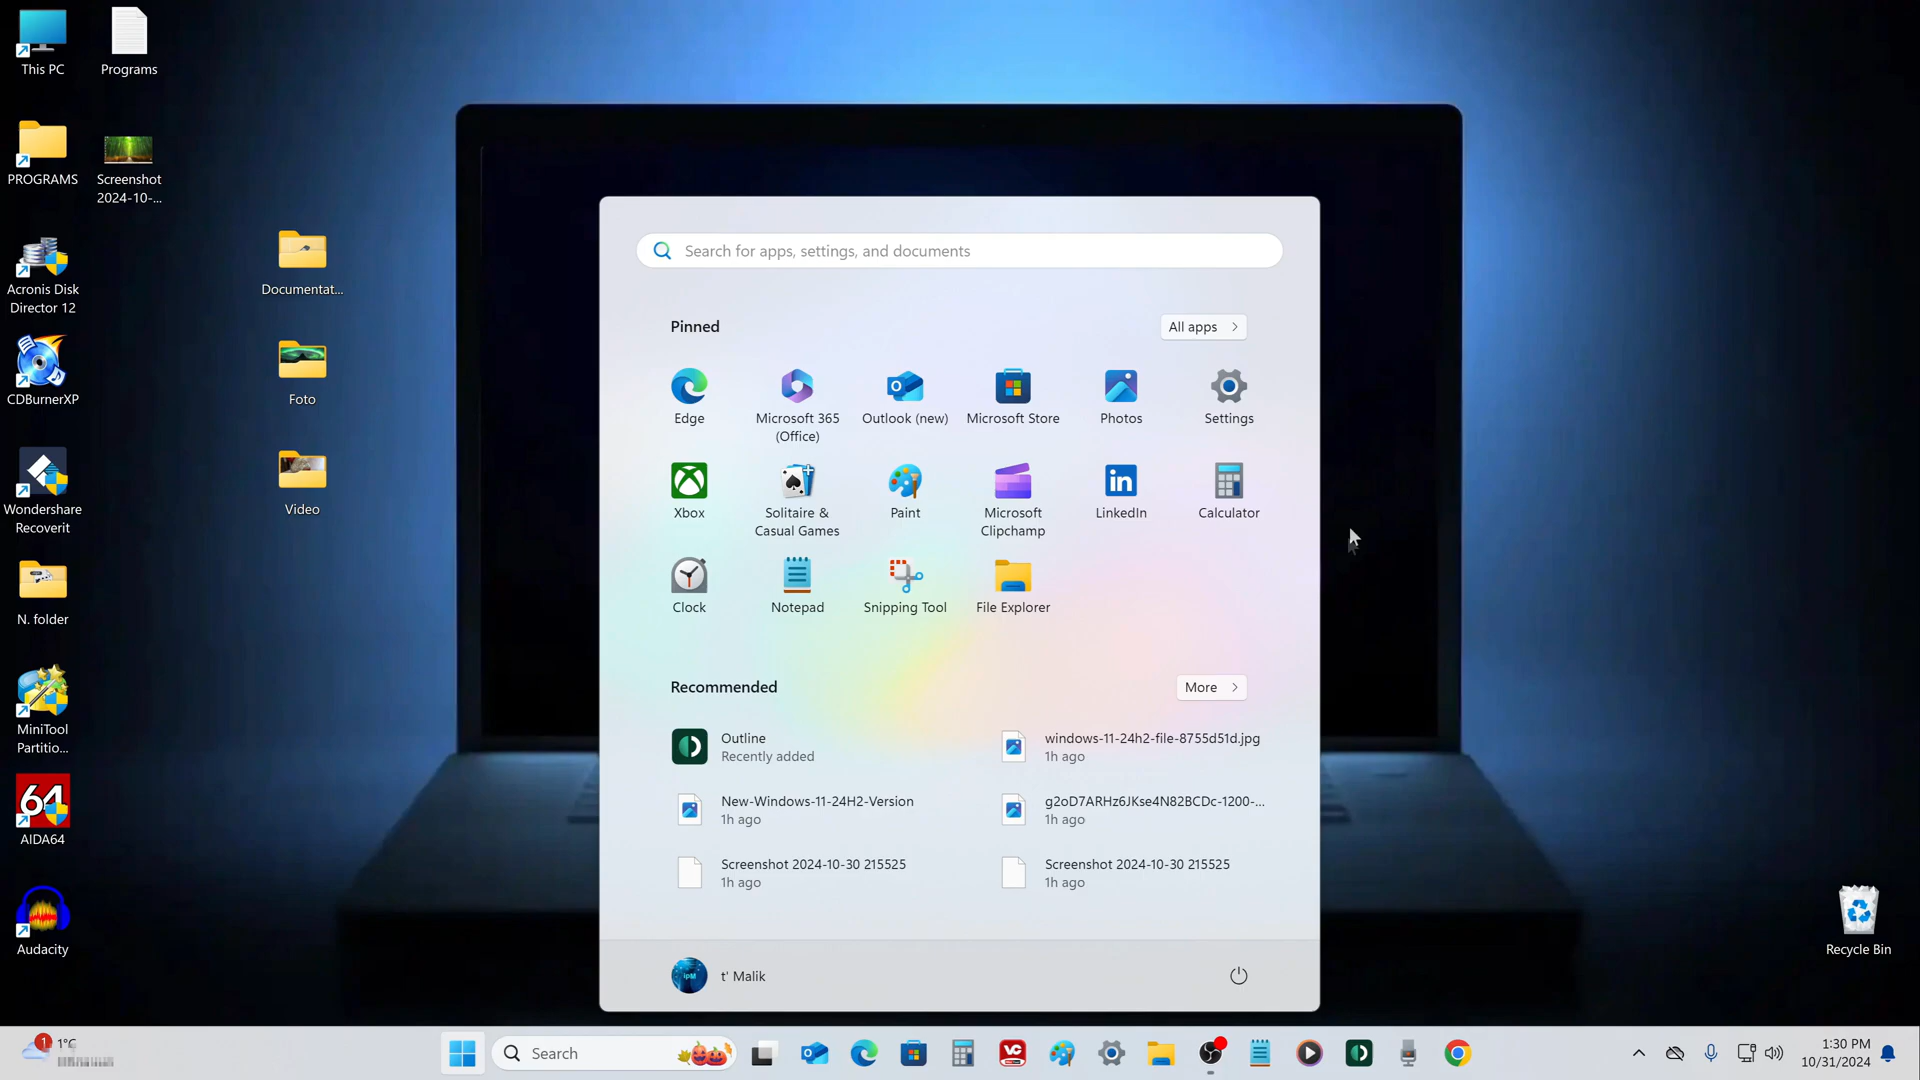 This PC
Programs
PROGRAMS
Screenshot
2024-10-...
Acronis Disk
Director 12
CDBurnerXP
Wondershare
Recoverit
N. folder
MiniTool
Partitio...
64
AIDA64
Audacity
Documentat...
Foto
Video
Search for apps, settings, and documents
Pinned
All apps
Edge
Microsoft 365
(Office)
Outlook (new)
Microsoft Store
Photos
Settings
Xbox
Solitaire &
Casual Games
Paint
Microsoft
Clipchamp
in
LinkedIn
Calculator
Clock
Notepad
Snipping Tool
File Explorer
Recommended
More
Outline
Recently added
windows-11-24h2-file-8755d51d.jpg
1h ago
New-Windows-11-24H2-Version
1h ago
g2oD7ARHz6JKse4N82BCDc-1200-...
1h ago
Screenshot 2024-10-30 215525
1h ago
Screenshot 2024-10-30 215525
1h ago
ipM
t' Malik
Recycle Bin
1
1°C
Search
VC
1:30 PM
10/31/2024